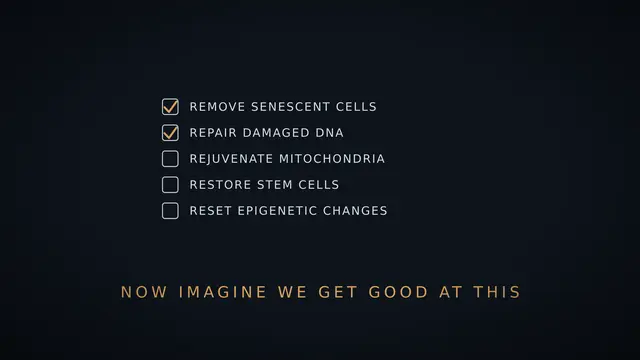 REMOVE SENESCENT CELLS
REPAIR DAMAGED DNA
REJUVENATE MITOCHONDRIA
RESTORE STEM CELLS
RESET EPIGENETIC CHANGES
NOW IMAGINE WE GET GOOD AT THIS